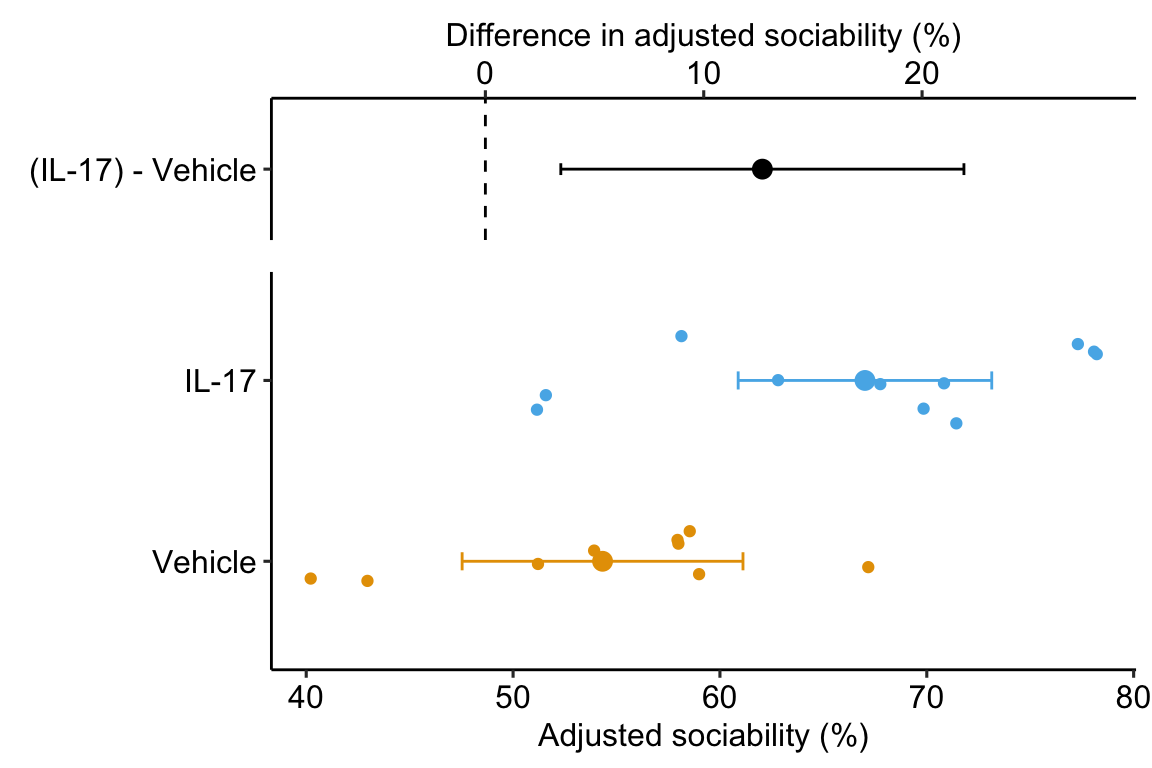 Difference in adjusted sociability (%)
0 10 20
(IL-17) - Vehicle
IL-17
Vehicle
40 50 60 70 80
Adjusted sociability (%)